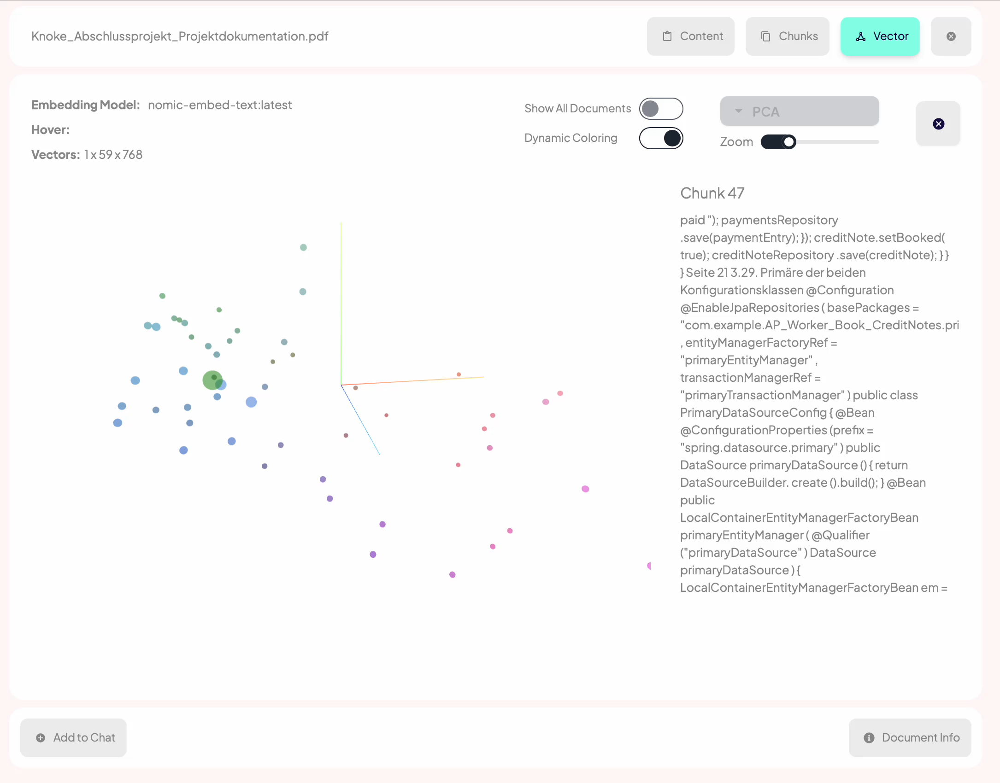 Knoke_Abschlussprojekt_Projektdokumentation.pdf
Content
Chunks
Vector
Embedding Model: nomic-embed-text:latest
Hover:
Vectors: 1 x 59 x 768
Show All Documents
Dynamic Coloring
PCA
Zoom
Chunk 47
paid "); paymentsRepository
.save(paymentEntry); }); creditNote.setBooked(
true); creditNoteRepository .save(creditNote); } }
} Seite 21 3.29. Primäre der beiden
Konfigurationsklassen @Configuration
@EnableJpaRepositories ( basePackages =
"com.example.AP_Worker_Book_CreditNotes.pri
, entityManagerFactoryRef =
"primaryEntityManager" ,
transactionManagerRef =
"primaryTransactionManager" ) public class
PrimaryDataSourceConfig { @Bean
@ConfigurationProperties (prefix =
"spring.datasource.primary" ) public
DataSource primaryDataSource () { return
DataSourceBuilder. create ().build(); } @Bean
public
LocalContainerEntityManagerFactoryBean
primaryEntityManager ( @Qualifier
("primaryDataSource" ) DataSource
primaryDataSource ) {
LocalContainerEntityManagerFactoryBean em =
Add to Chat
Document Info